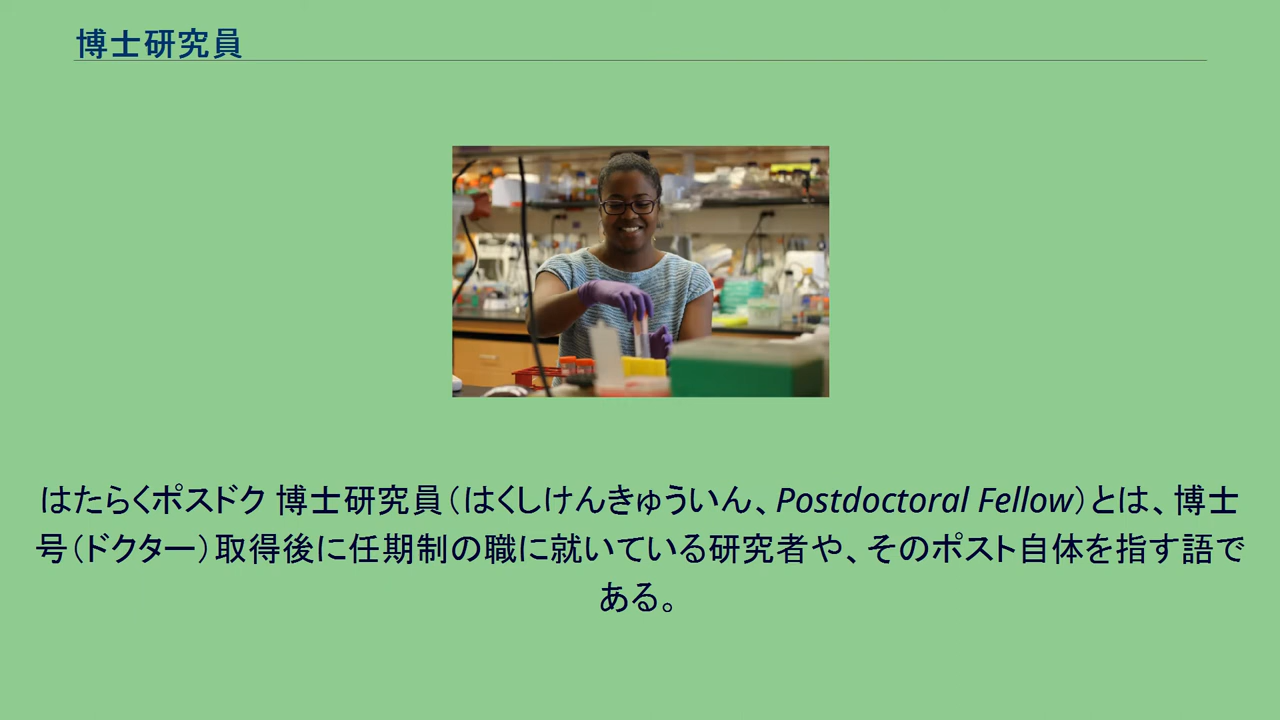 博士研究員
はたらくポスドク 博士研究員（はくしけんきゅういん、Postdoctoral Fellow）とは、博士
号（ドクター）取得後に任期制の職に就いている研究者や、そのポスト自体を指す語で
ある。